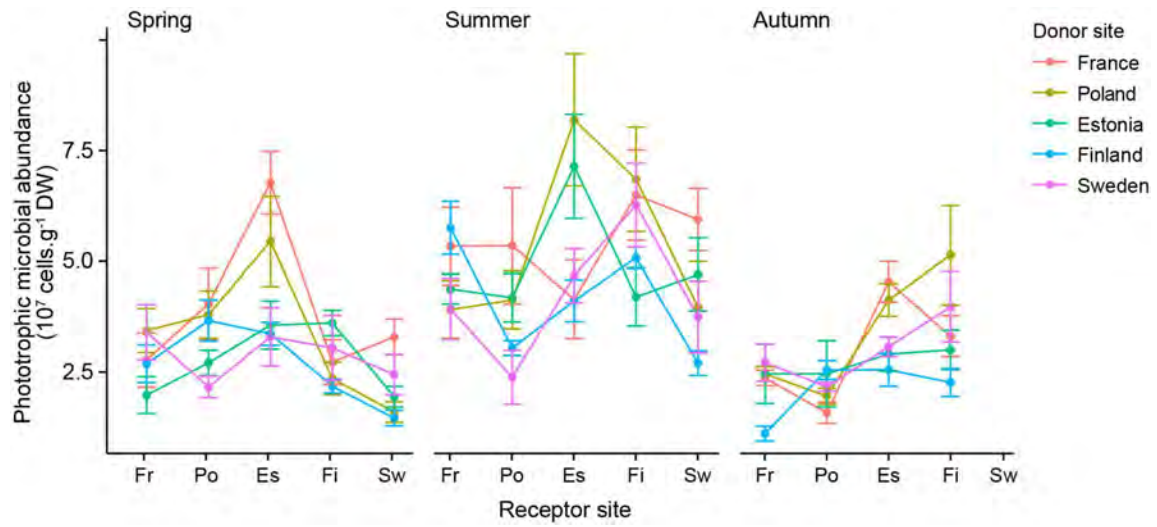 Spring
Summer
Autumn
Donor site
France
Poland
Estonia
Finland
Sweden
Phototrophic microbial abundance
(10⁷ cells.g⁻¹ DW)
7.5
5.0
2.5
Fr Po Es Fi Sw
Fr Po Es Fi Sw
Fr Po Es Fi Sw
Receptor site